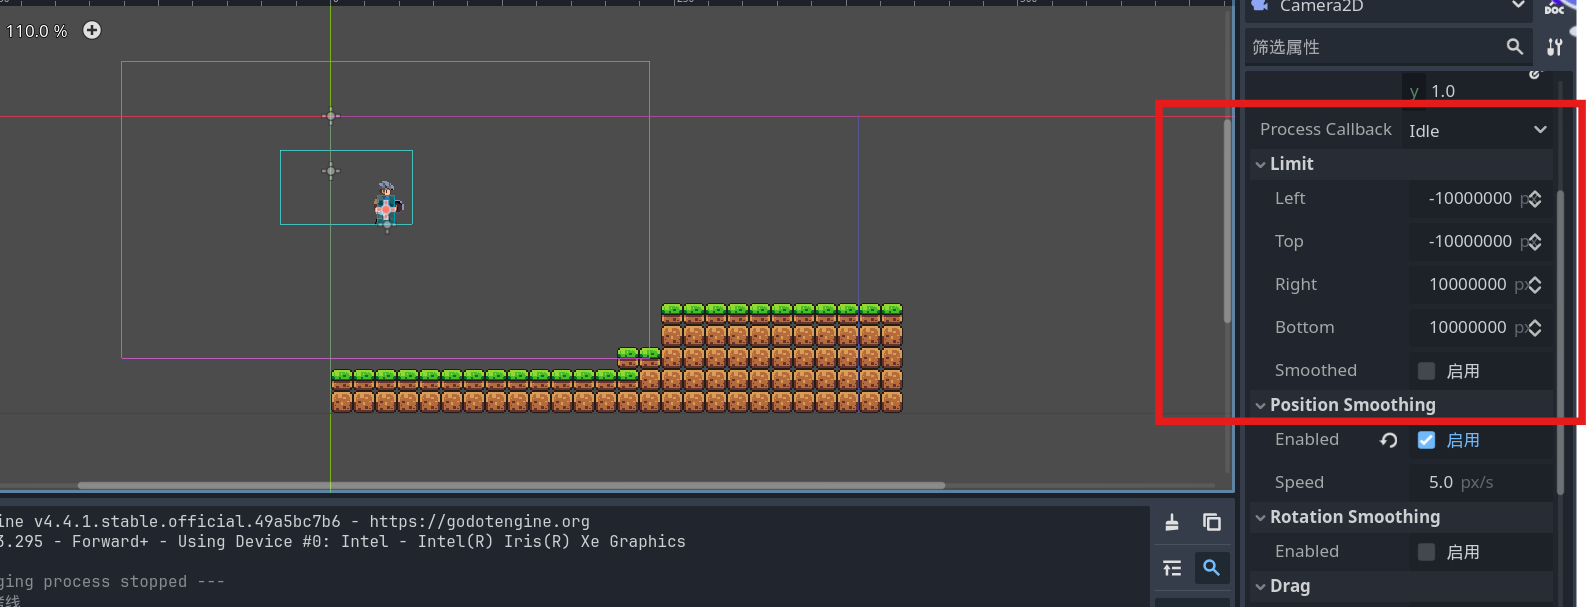 110.0 %
Camera2D
DOC
筛选属性
y 1.0
Process Callback Idle
Limit
Left -10000000 px
Top -10000000 px
Right 10000000 px
Bottom 10000000 px
Smoothed 启用
Position Smoothing
Enabled 启用
Speed 5.0 px/s
Rotation Smoothing
Enabled 启用
Drag
ine v4.4.1.stable.official.49a5bc7b6 - https://godotengine.org
3.295 - Forward+ - Using Device #0: Intel - Intel(R) Iris(R) Xe Graphics
ging process stopped ---